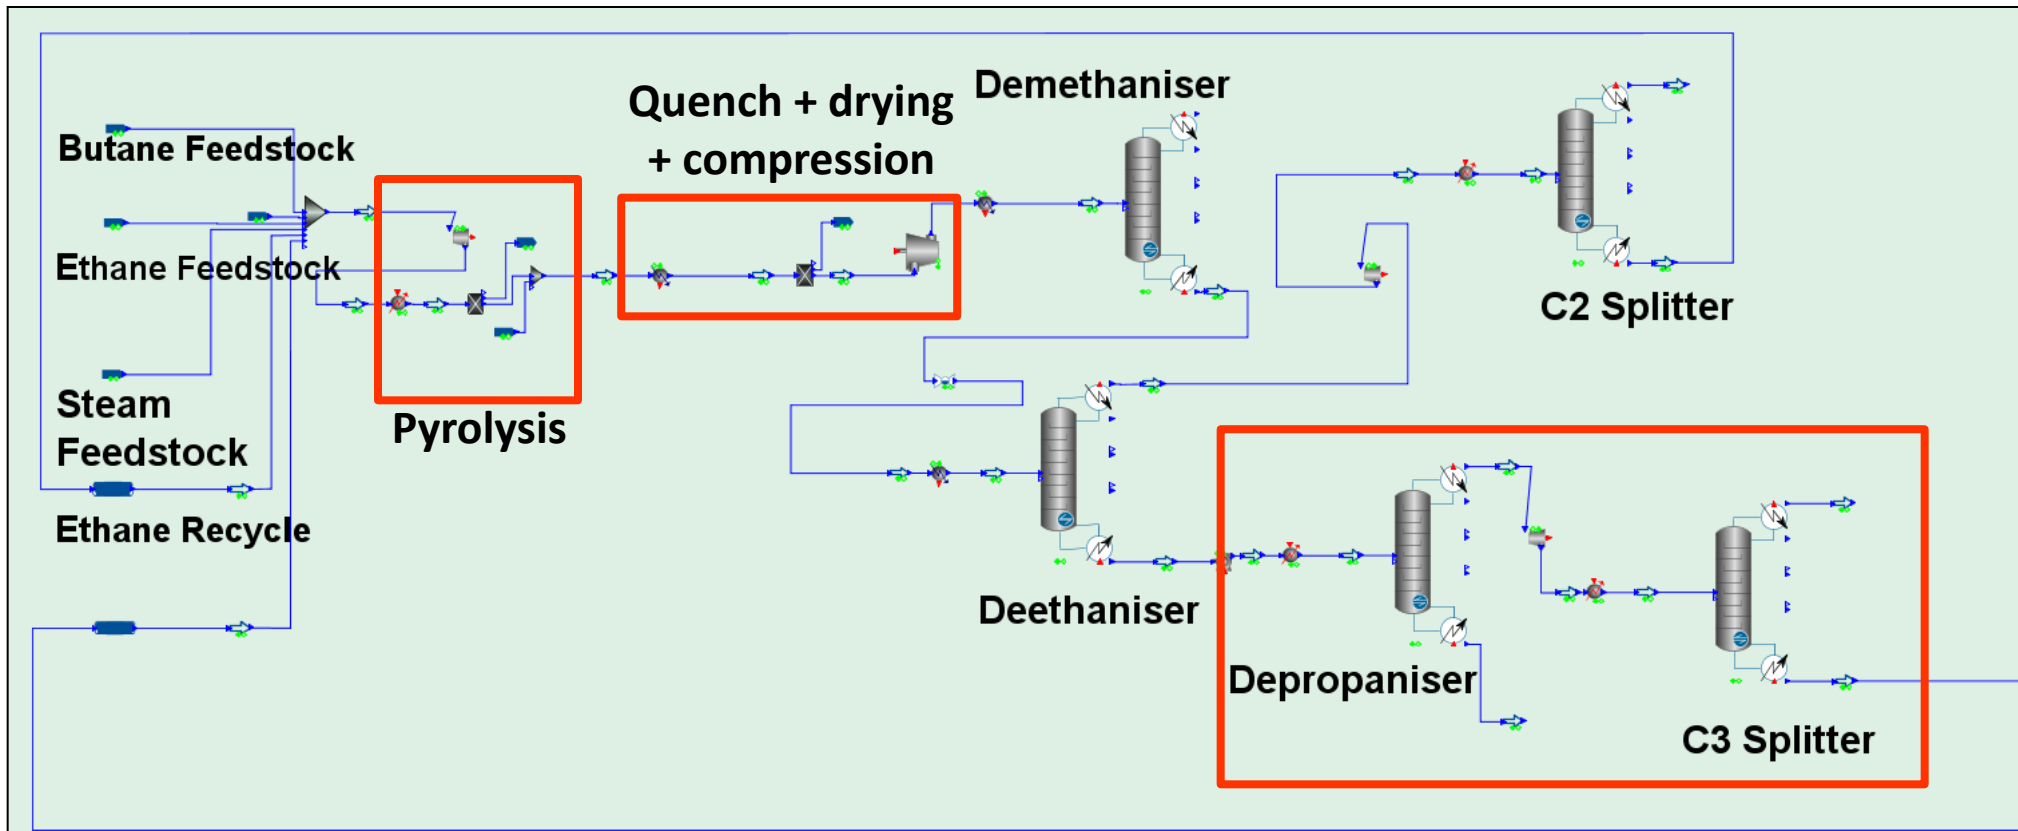 Quench + drying
+ compression
Demethaniser
Butane Feedstock
Ethane Feedstock
C2 Splitter
Steam
Feedstock
Pyrolysis
Ethane Recycle
Deethaniser
Depropaniser
C3 Splitter